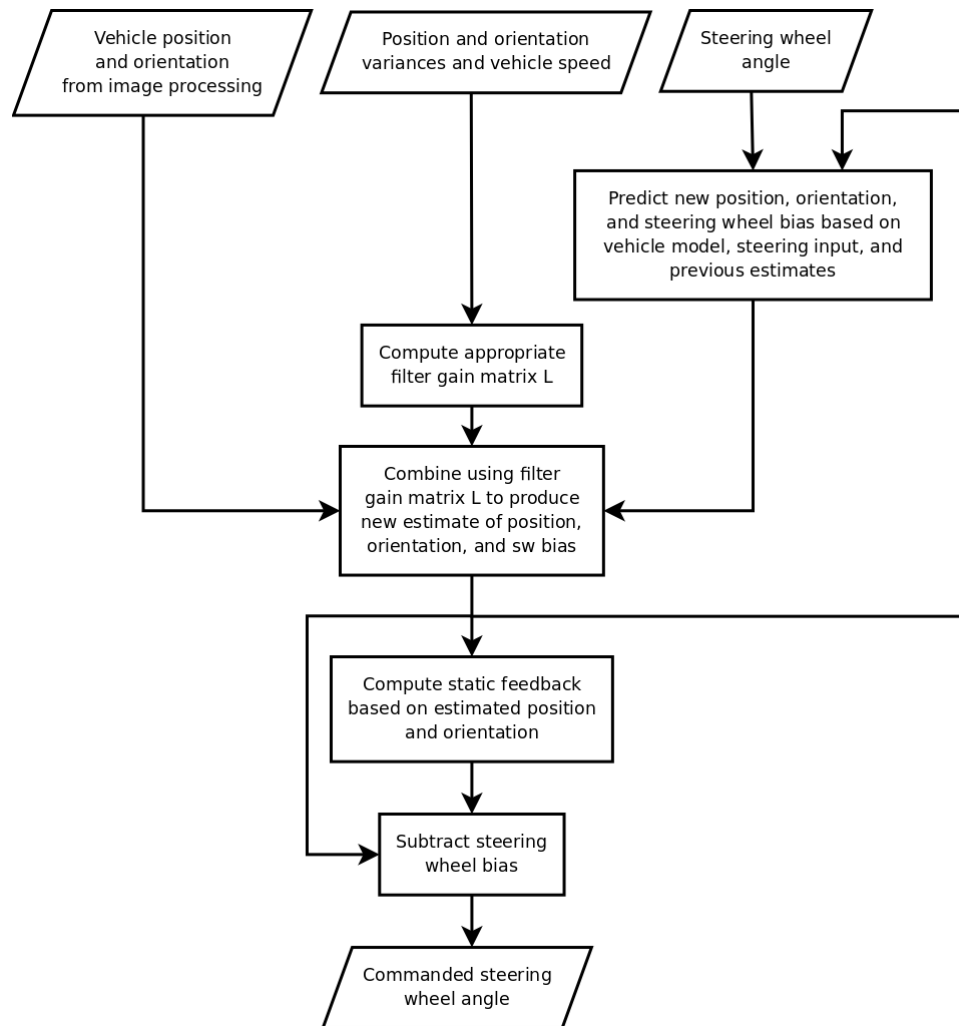 Vehicle position
and orientation
from image processing
Position and orientation
variances and vehicle speed
Steering wheel
angle
Predict new position, orientation,
and steering wheel bias based on
vehicle model, steering input, and
previous estimates
Compute appropriate
filter gain matrix L
Combine using filter
gain matrix L to produce
new estimate of position,
orientation, and sw bias
Compute static feedback
based on estimated position
and orientation
Subtract steering
wheel bias
Commanded steering
wheel angle